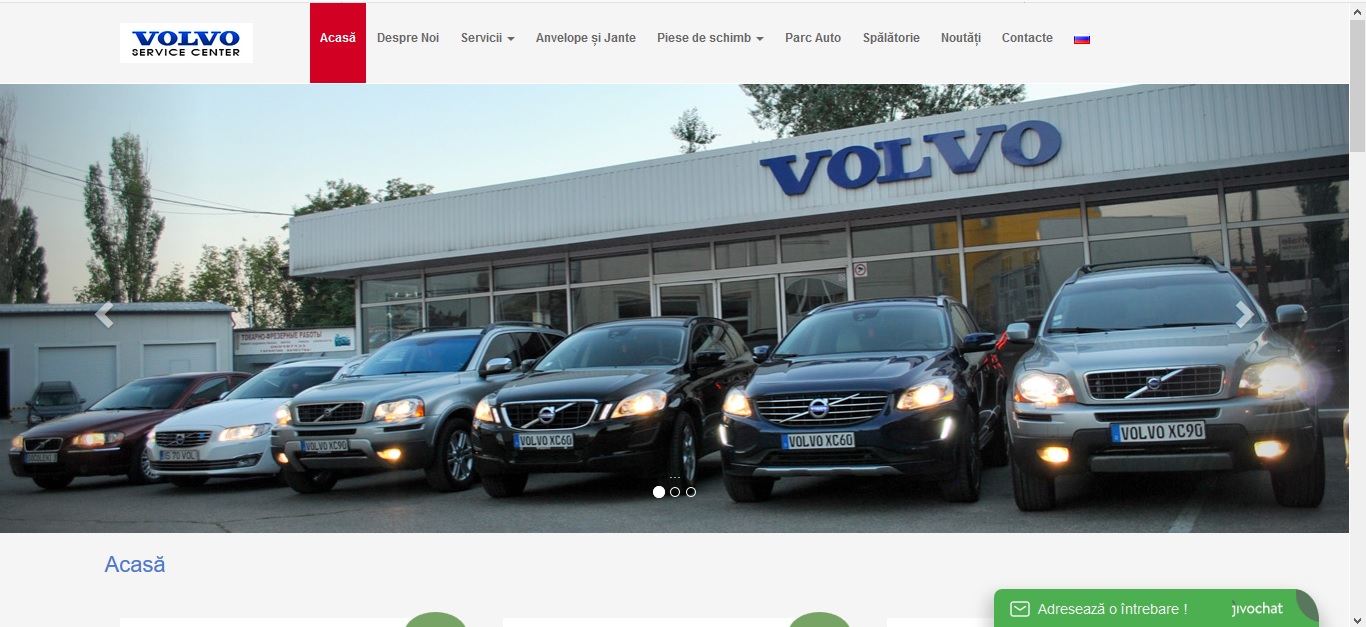 VOLVO
SERVICE CENTER
Acasă
Despre Noi
Servicii
Anvelope și Jante
Piese de schimb
Parc Auto
Spălătorie
Noutăți
Contacte
VOLVO
ТОКАРНО-ФРЕЗЕРНЫЕ РАБОТЫ
VOLVO XC90
VOLVO XC60
VOLVO XC60
VOLVO XC90
...
Acasă
Adresează o întrebare !
jivochat